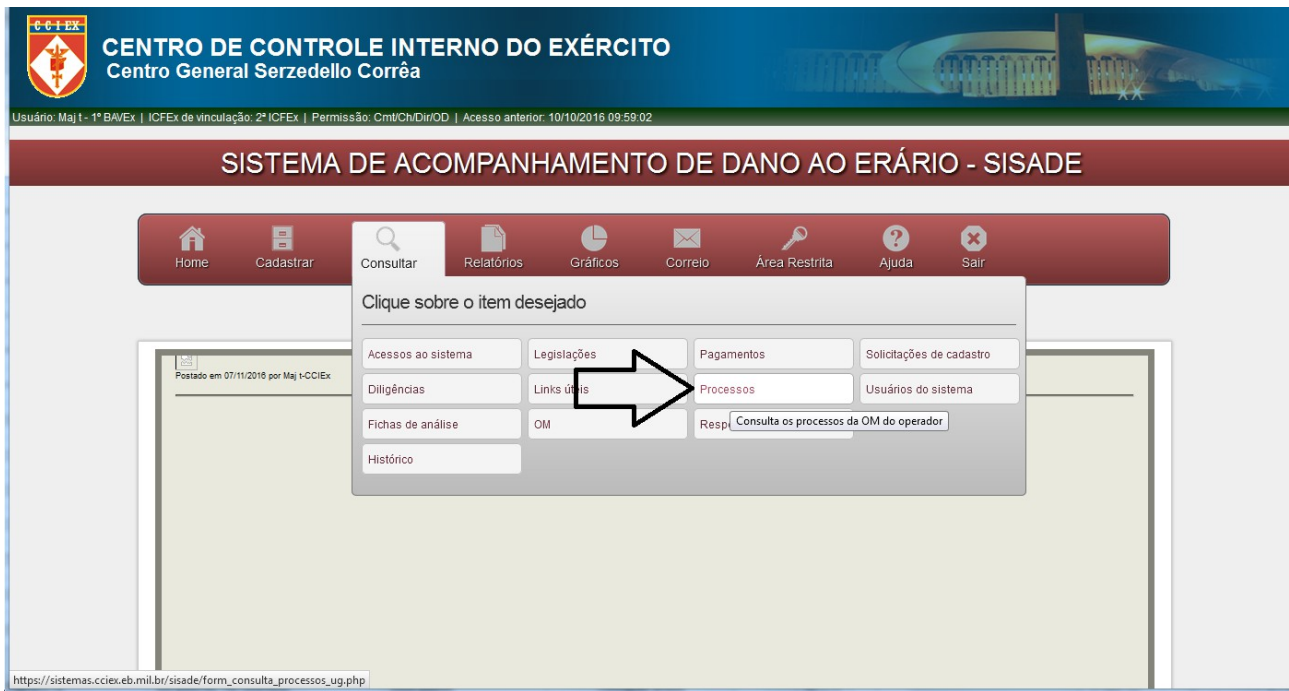 CCIEX
CENTRO DE CONTROLE INTERNO DO EXÉRCITO
Centro General Serzedello Corrêa
Usuário: Maj t - 1º BAVEx | ICFEx de vinculação: 2ª ICFEx | Permissão: Cmt/Ch/Dir/OD | Acesso anterior: 10/10/2016 09:59:02
SISTEMA DE ACOMPANHAMENTO DE DANO AO ERÁRIO - SISADE
Home Cadastrar Consultar Relatórios Gráficos Correio Área Restrita Ajuda Sair
Clique sobre o item desejado
Acessos ao sistema Legislações Pagamentos Solicitações de cadastro
Postado em 07/11/2016 por Maj t-CCIEx
Diligências Links úteis Processos Usuários do sistema
Fichas de análise OM Resp Consulta os processos da OM do operador
Histórico
https://sistemas.cciex.eb.mil.br/sisade/form_consulta_processos_ug.php